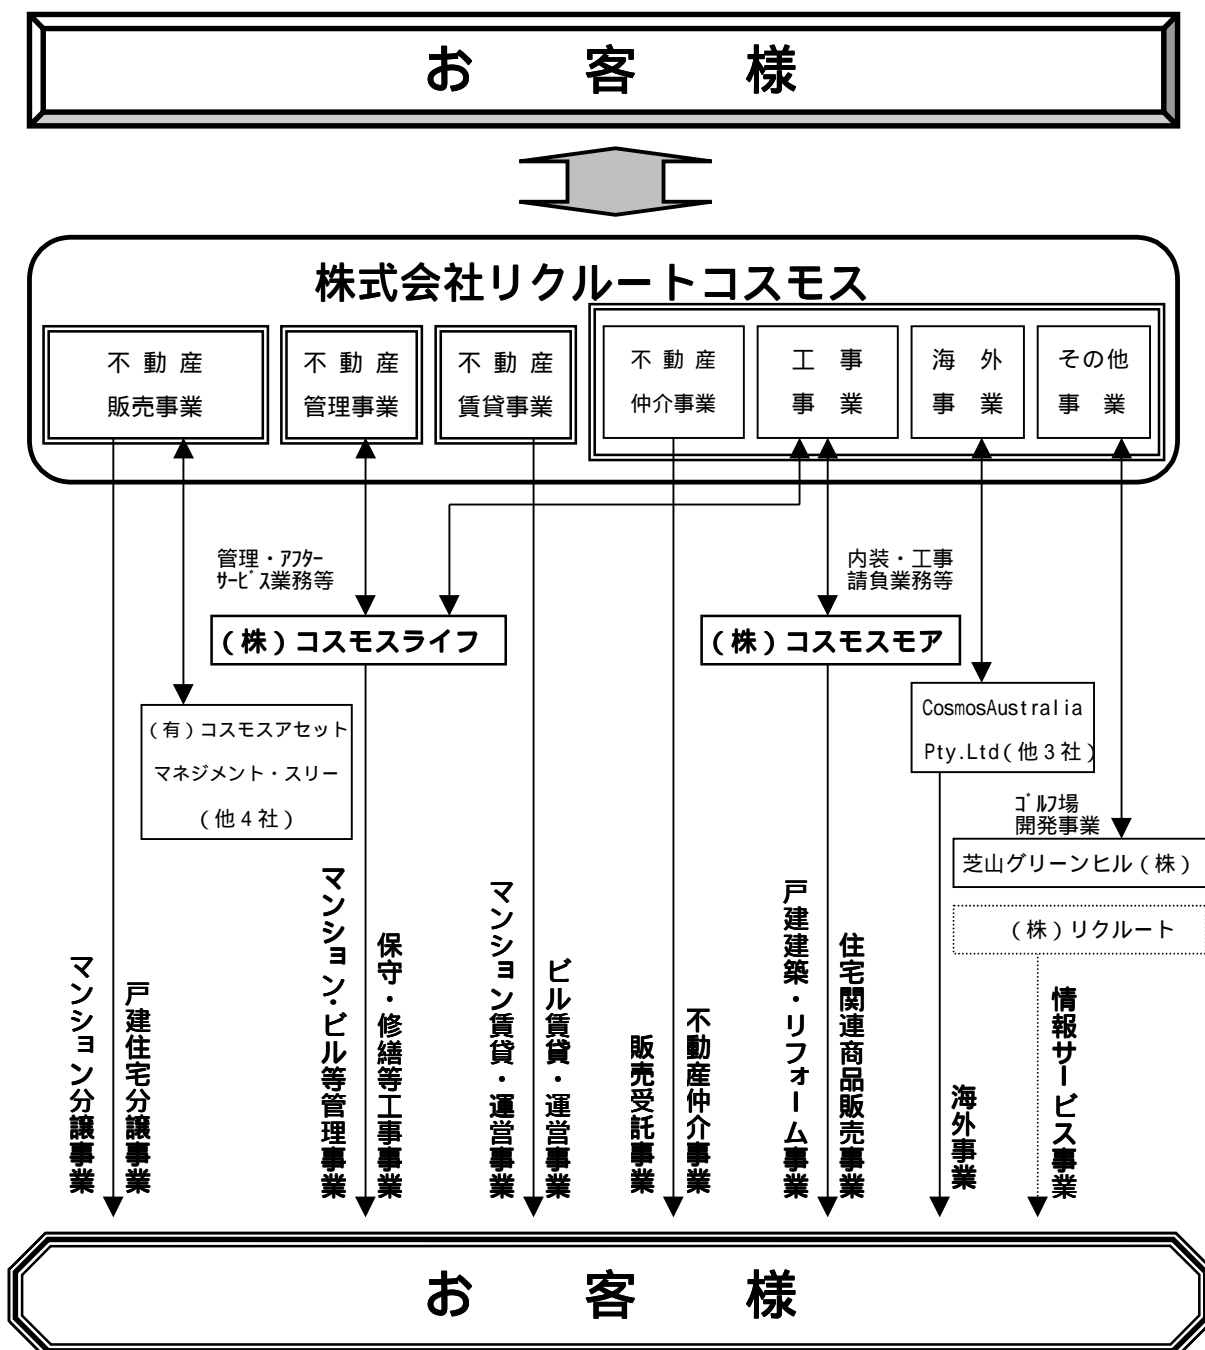 お 客 様
株式会社リクルートコスモス
不 動 産
販売事業
不 動 産
管理事業
不 動 産
賃貸事業
不 動 産
仲介事業
工 事
事 業
海 外
事 業
その他
事 業
管理・ｱﾌﾀｰ
ｻｰﾋﾞｽ業務等
内装・工事
請負業務等
(株)コスモスライフ
(株)コスモスモア
(有)コスモスアセット
マネジメント・スリー
(他4社)
CosmosAustralia
Pty.Ltd(他3社)
ｺﾞﾙﾌ場
開発事業
芝山グリーンヒル(株)
(株)リクルート
マンション分譲事業
戸建住宅分譲事業
マンション・ビル等管理事業
保守・修繕等工事事業
マンション賃貸・運営事業
ビル賃貸・運営事業
販売受託事業
不動産仲介事業
戸建建築・リフォーム事業
住宅関連商品販売事業
海外事業
情報サービス事業
お 客 様